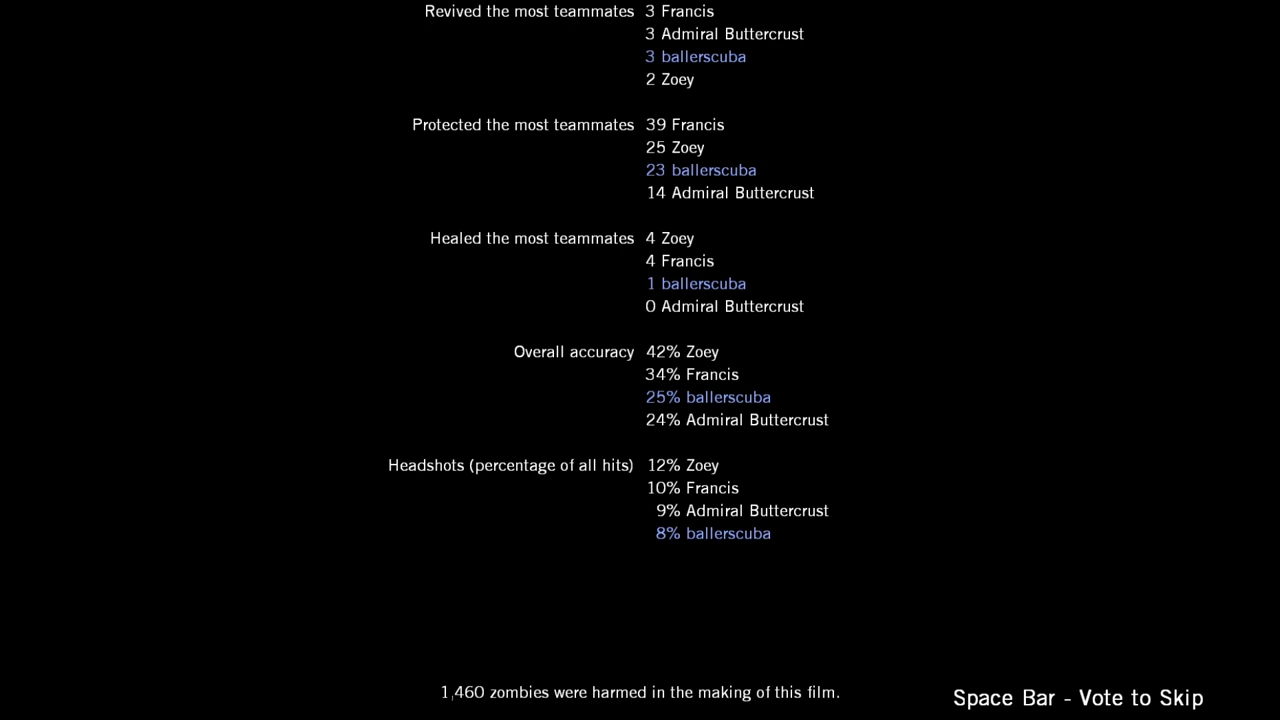 Revived the most teammates 3 Francis
3 Admiral Buttercrust
3 ballerscuba
2 Zoey
Protected the most teammates 39 Francis
25 Zoey
23 ballerscuba
14 Admiral Buttercrust
Healed the most teammates 4 Zoey
4 Francis
1 ballerscuba
0 Admiral Buttercrust
Overall accuracy 42% Zoey
34% Francis
25% ballerscuba
24% Admiral Buttercrust
Headshots (percentage of all hits) 12% Zoey
10% Francis
9% Admiral Buttercrust
8% ballerscuba
1,460 zombies were harmed in the making of this film.
Space Bar - Vote to Skip